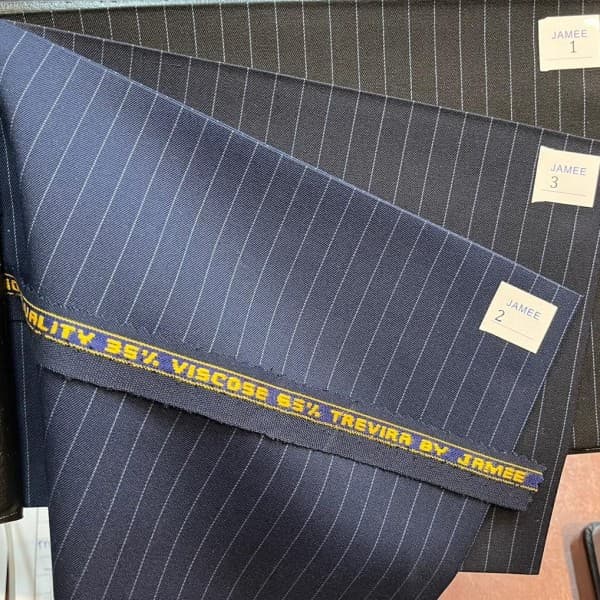 JAMEE
1
JAMEE
3
JAMEE
2
UALITY 35% VISCOSE 65% TREVIRA BY JAMEE